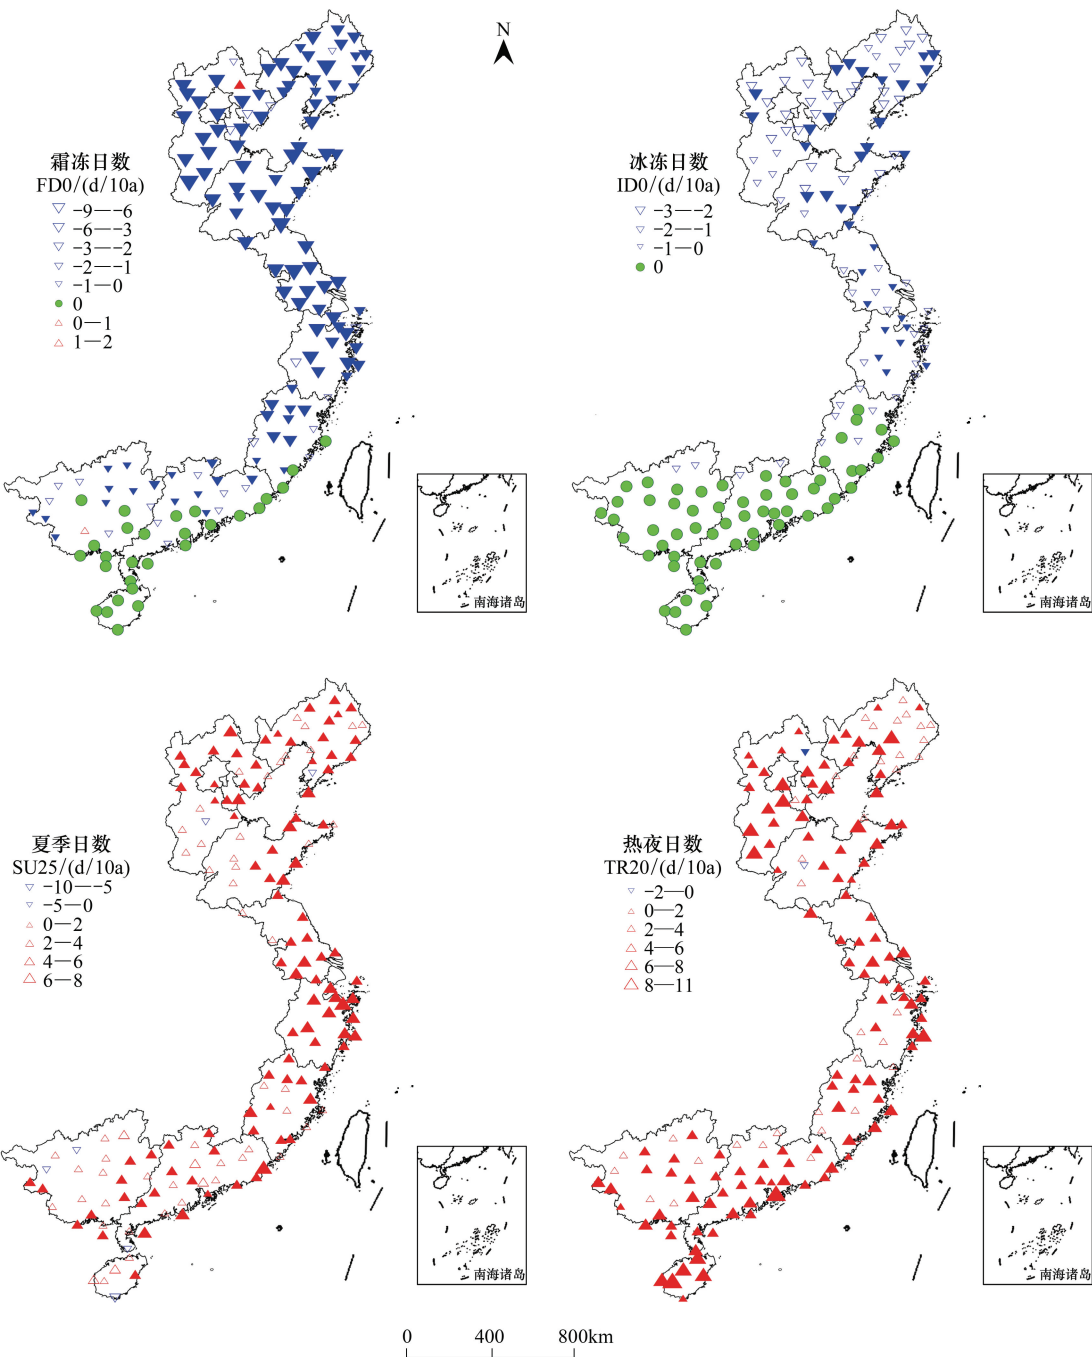 N
霜冻日数
FD0/(d/10a)
-9—-6
-6—-3
-3—-2
-2—-1
-1—0
0
0—1
1—2
南海诸岛
冰冻日数
ID0/(d/10a)
-3—-2
-2—-1
-1—0
0
南海诸岛
夏季日数
SU25/(d/10a)
-10—-5
-5—0
0—2
2—4
4—6
6—8
南海诸岛
热夜日数
TR20/(d/10a)
-2—0
0—2
2—4
4—6
6—8
8—11
南海诸岛
0 400 800km